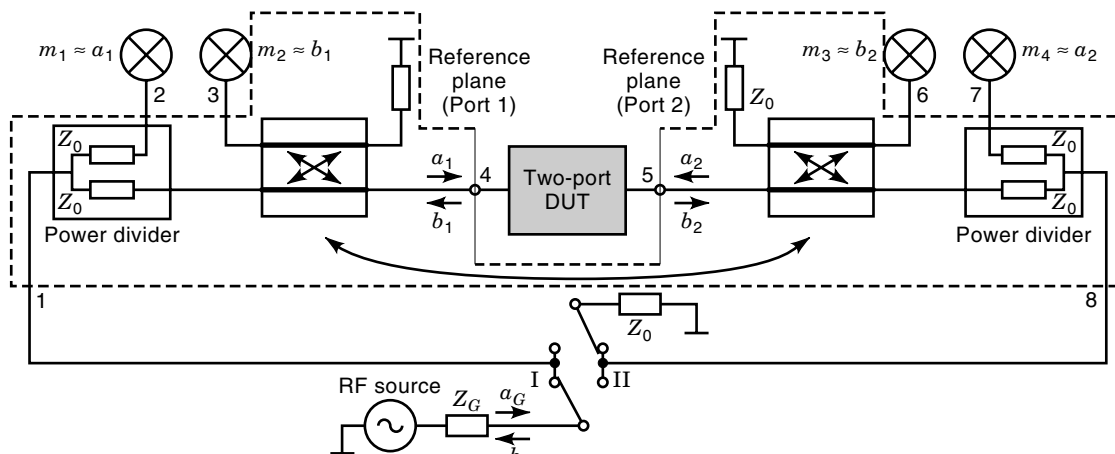 m₁ ≈ a₁
m₂ ≈ b₁
m₃ ≈ b₂
m₄ ≈ a₂
Reference
plane
(Port 1)
Reference
plane
(Port 2)
2
3
6
7
Z₀
Z₀
Z₀
Z₀
Z₀
a₁
4
b₁
Two-port
DUT
5
a₂
b₂
Power divider
Power divider
1
8
Z₀
I
II
RF source
Z_G
a_G